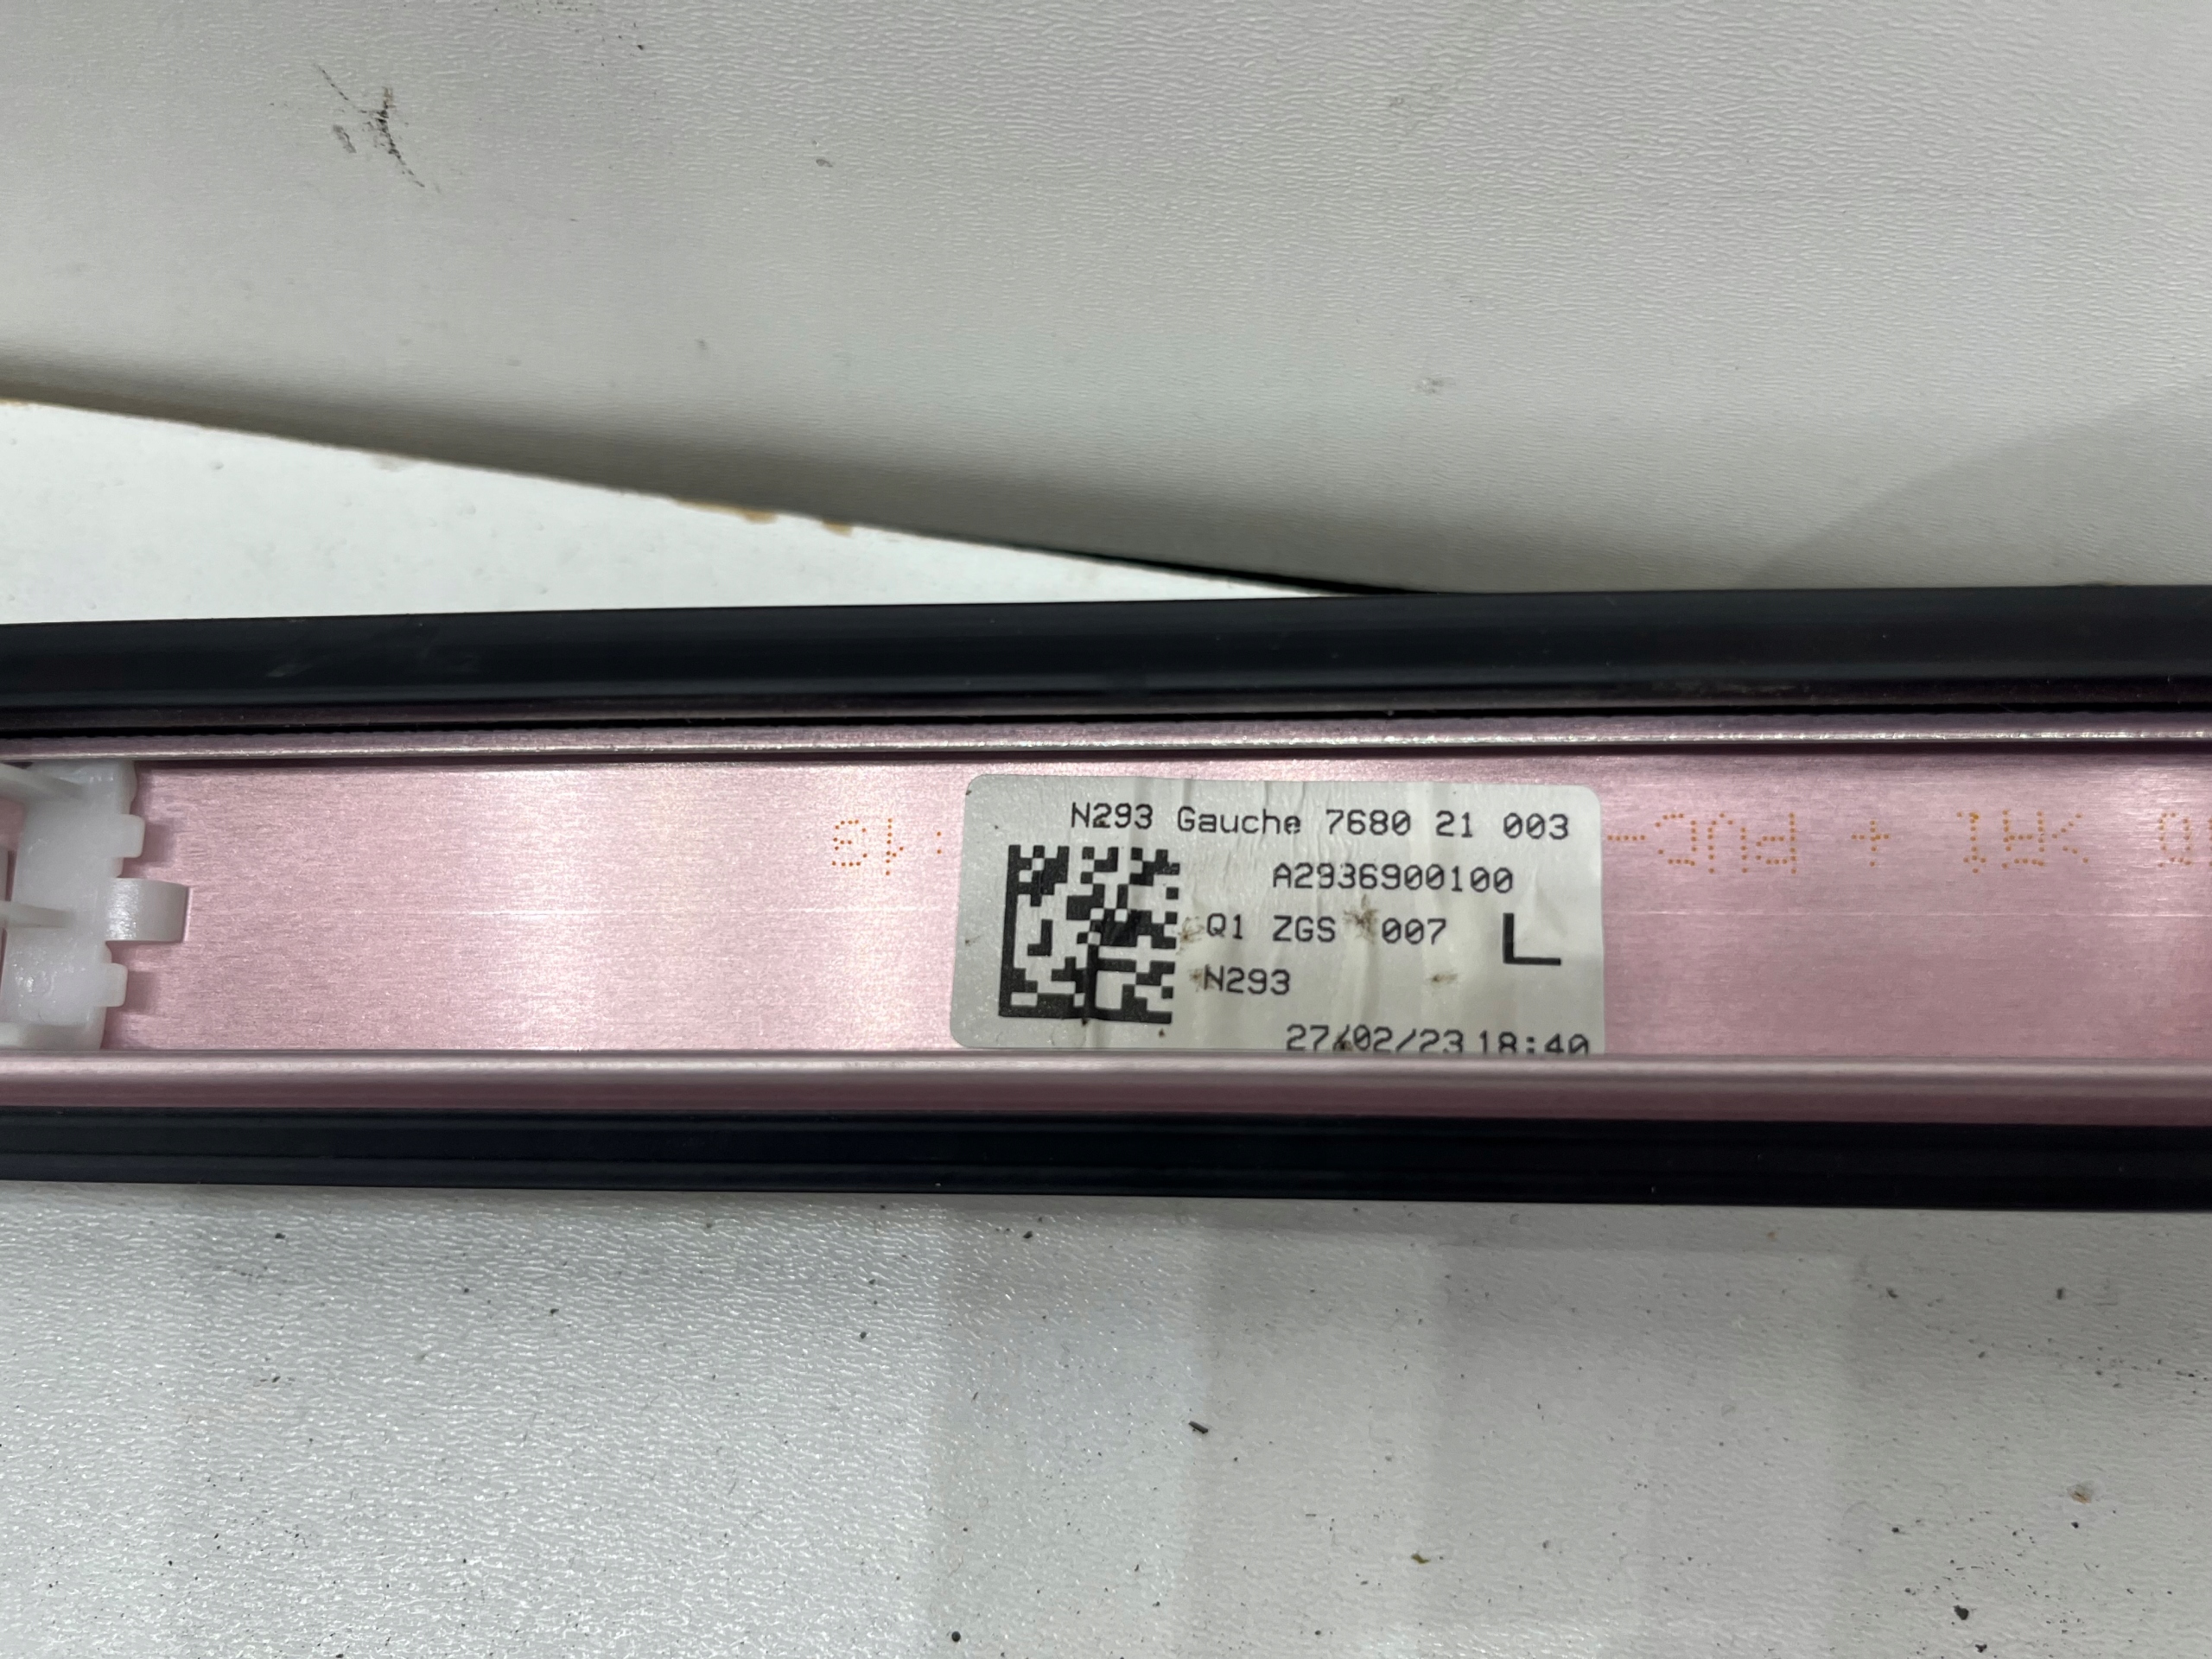 N293 Gauche 7680 21 003
A2936900100
Q1 ZGS 007 L
N293
27/02/23 18:40